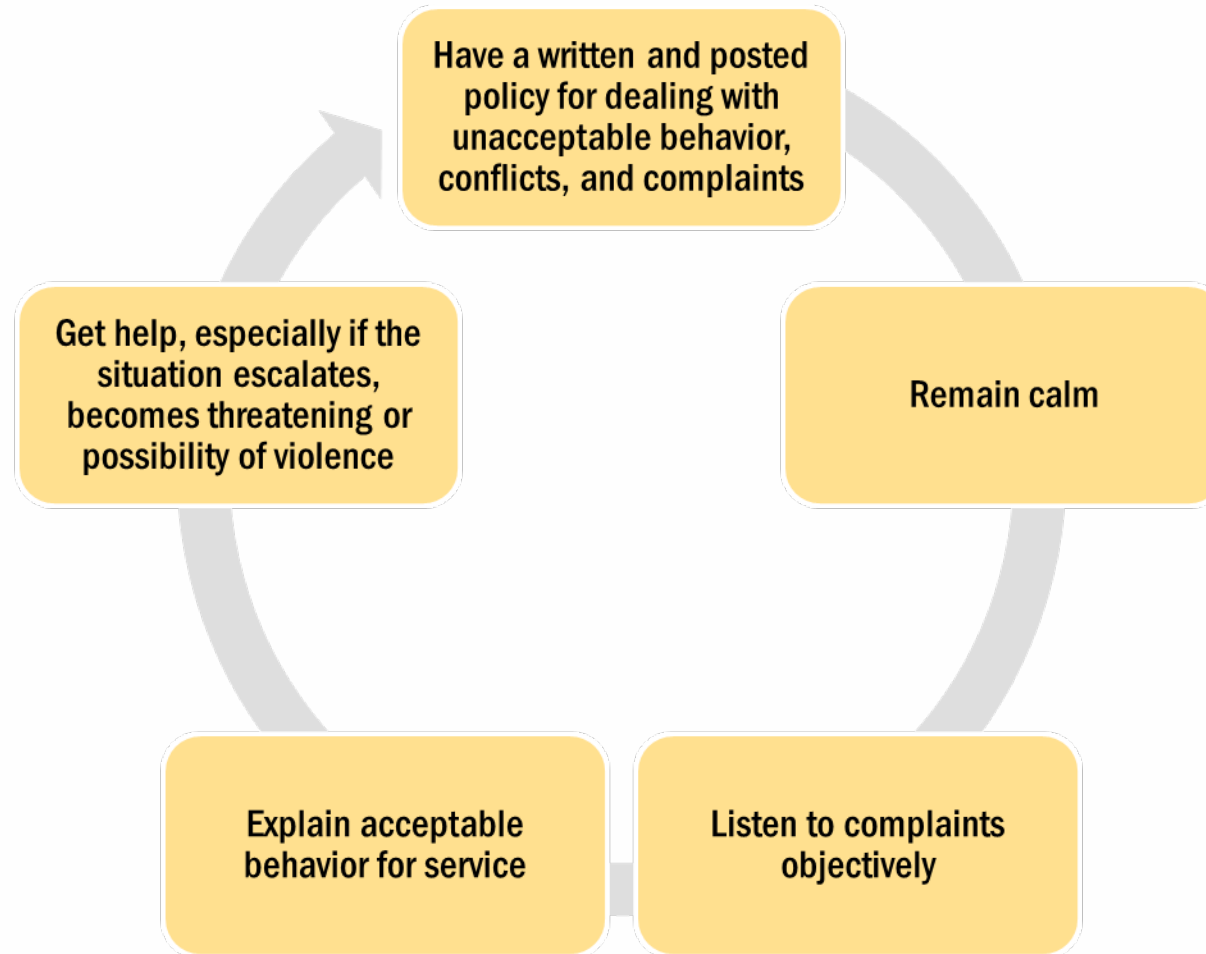 Have a written and posted
policy for dealing with
unacceptable behavior,
conflicts, and complaints
Remain calm
Listen to complaints
objectively
Explain acceptable
behavior for service
Get help, especially if the
situation escalates,
becomes threatening or
possibility of violence